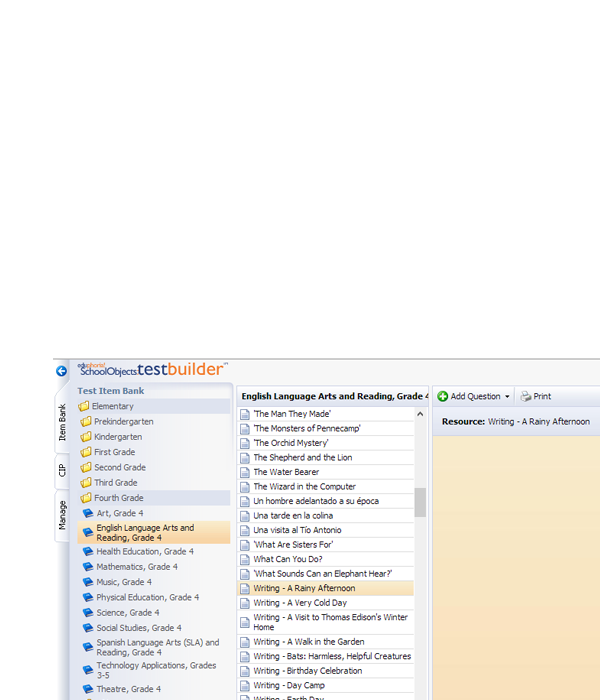 eduphoria!
SchoolObjects testbuilder
Item Bank
CIP
Manage
Test Item Bank
Elementary
Prekindergarten
Kindergarten
First Grade
Second Grade
Third Grade
Fourth Grade
Art, Grade 4
English Language Arts and
Reading, Grade 4
Health Education, Grade 4
Mathematics, Grade 4
Music, Grade 4
Physical Education, Grade 4
Science, Grade 4
Social Studies, Grade 4
Spanish Language Arts (SLA) and
Reading, Grade 4
Technology Applications, Grades
3-5
Theatre, Grade 4
English Language Arts and Reading, Grade 4
'The Man They Made'
'The Monsters of Pennecamp'
'The Orchid Mystery'
The Shepherd and the Lion
The Water Bearer
The Wizard in the Computer
Un hombre adelantado a su época
Una tarde en la colina
Una visita al Tío Antonio
'What Are Sisters For'
What Can You Do?
'What Sounds Can an Elephant Hear?'
Writing - A Rainy Afternoon
Writing - A Very Cold Day
Writing - A Visit to Thomas Edison's Winter
Home
Writing - A Walk in the Garden
Writing - Bats: Harmless, Helpful Creatures
Writing - Birthday Celebration
Writing - Day Camp
Writing - Earth Day
Add Question
Print
Resource: Writing - A Rainy Afternoon